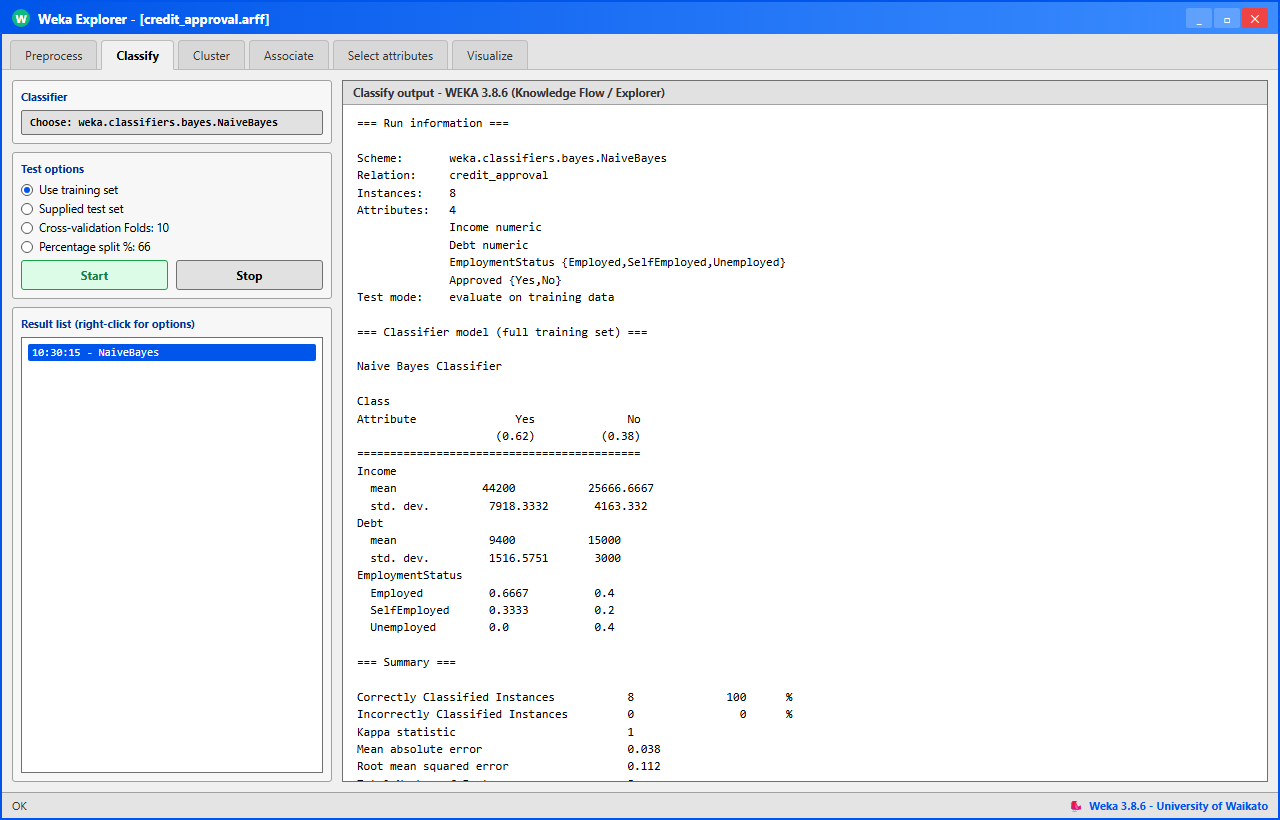 Weka Explorer - [credit_approval.arff]
Preprocess
Classify
Cluster
Associate
Select attributes
Visualize
Classifier
Choose: weka.classifiers.bayes.NaiveBayes
Test options
Use training set
Supplied test set
Cross-validation Folds: 10
Percentage split %: 66
Start
Stop
Result list (right-click for options)
10:30:15 - NaiveBayes
Classify output - WEKA 3.8.6 (Knowledge Flow / Explorer)
=== Run information ===
Scheme: weka.classifiers.bayes.NaiveBayes
Relation: credit_approval
Instances: 8
Attributes: 4
Income numeric
Debt numeric
EmploymentStatus {Employed,SelfEmployed,Unemployed}
Approved {Yes,No}
Test mode: evaluate on training data
=== Classifier model (full training set) ===
Naive Bayes Classifier
Class
Attribute Yes No
(0.62) (0.38)
===========================================
Income
mean 44200 25666.6667
std. dev. 7918.3332 4163.332
Debt
mean 9400 15000
std. dev. 1516.5751 3000
EmploymentStatus
Employed 0.6667 0.4
SelfEmployed 0.3333 0.2
Unemployed 0.0 0.4
=== Summary ===
Correctly Classified Instances 8 100 %
Incorrectly Classified Instances 0 0 %
Kappa statistic 1
Mean absolute error 0.038
Root mean squared error 0.112
OK
Weka 3.8.6 - University of Waikato